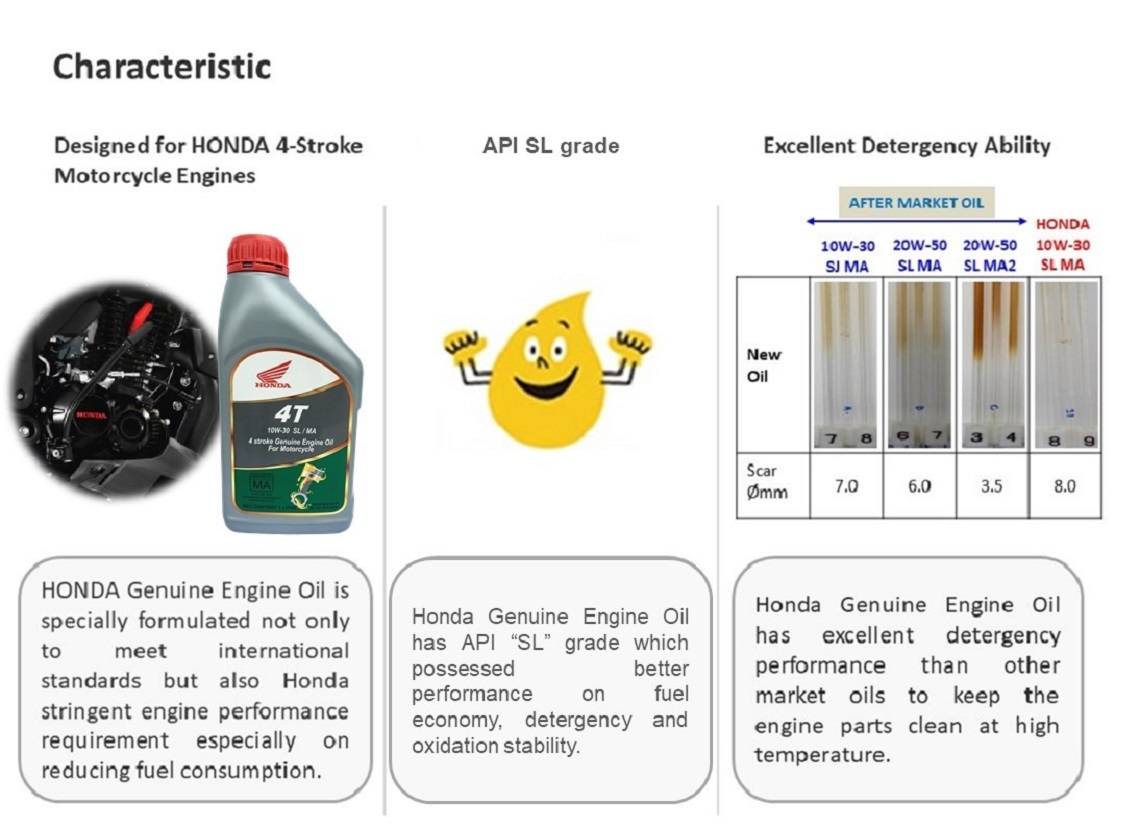 Characteristic
Designed for HONDA 4-Stroke
Motorcycle Engines
HONDA
HONDA
4T
10W-30 SL / MA
4 stroke Genuine Engine Oil
For Motorcycle
MA
HONDA Genuine Engine Oil is
specially formulated not only
to meet international
standards but also Honda
stringent engine performance
requirement especially on
reducing fuel consumption.
API SL grade
Honda Genuine Engine Oil
has API “SL” grade which
possessed better
performance on fuel
economy, detergency and
oxidation stability.
Excellent Detergency Ability
AFTER MARKET OIL
10W-30 20W-50 20W-50 HONDA 10W-30
SJ MA SL MA SL MA2 SL MA
New
Oil
7 8 6 7 3 4 8 9
Scar
Ømm 7.0 6.0 3.5 8.0
Honda Genuine Engine Oil
has excellent detergency
performance than other
market oils to keep the
engine parts clean at high
temperature.